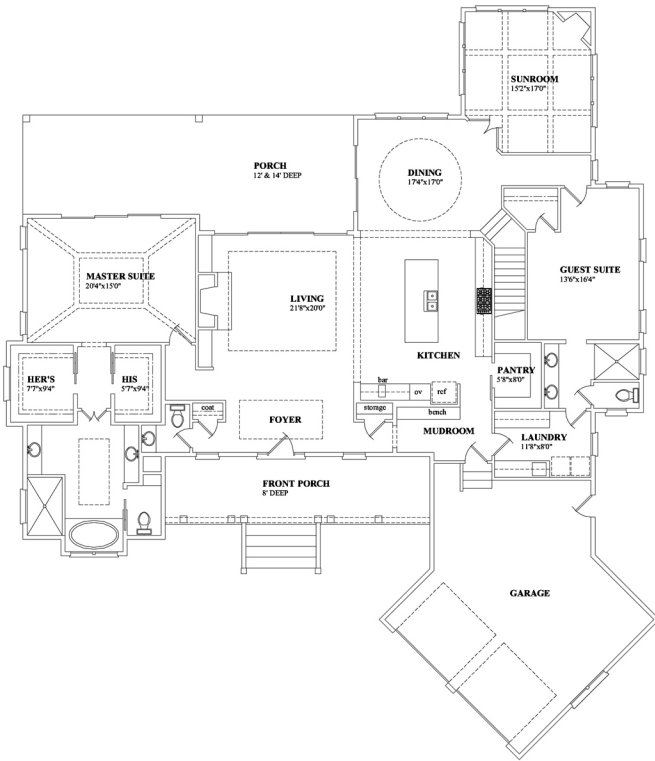 SUNROOM
15'2"x17'0"
PORCH
12' & 14' DEEP
DINING
17'4"x17'0"
MASTER SUITE
20'4"x15'0"
LIVING
21'8"x20'0"
GUEST SUITE
13'6"x16'4"
KITCHEN
HER'S
7'7"x9'4"
HIS
5'7"x9'4"
PANTRY
5'8"x8'0"
bar
ov
ref
coat
storage
bench
FOYER
MUDROOM
LAUNDRY
11'8"x8'0"
FRONT PORCH
8' DEEP
GARAGE